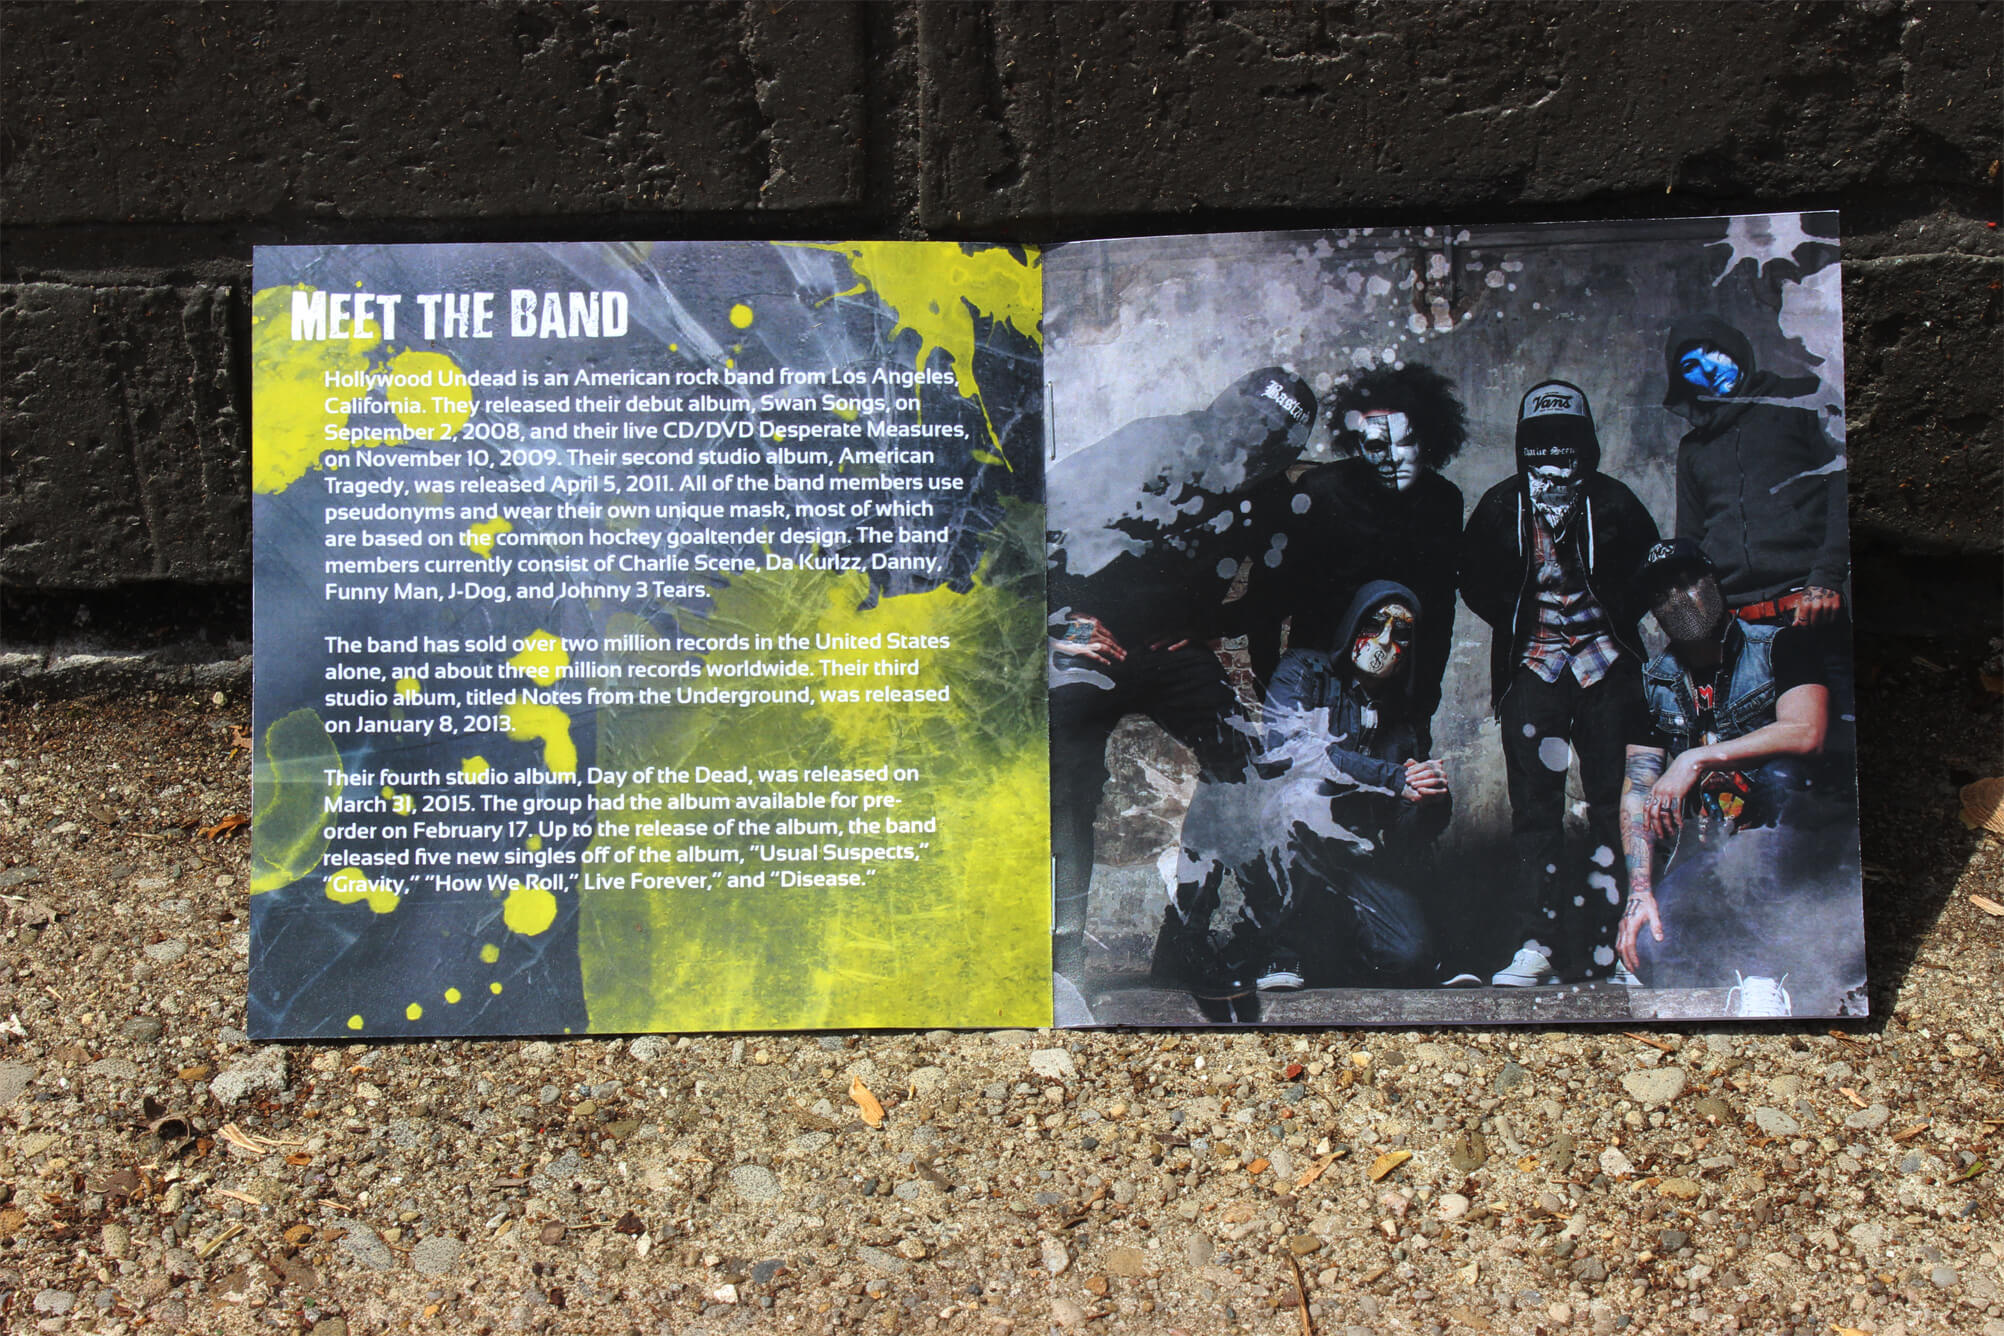 MEET THE BAND
Hollywood Undead is an American rock band from Los Angeles,
California. They released their debut album, Swan Songs, on
September 2, 2008, and their live CD/DVD Desperate Measures,
on November 10, 2009. Their second studio album, American
Tragedy, was released April 5, 2011. All of the band members use
pseudonyms and wear their own unique mask, most of which
are based on the common hockey goaltender design. The band
members currently consist of Charlie Scene, Da Kurlzz, Danny,
Funny Man, J-Dog, and Johnny 3 Tears.
The band has sold over two million records in the United States
alone, and about three million records worldwide. Their third
studio album, titled Notes from the Underground, was released
on January 8, 2013.
Their fourth studio album, Day of the Dead, was released on
March 31, 2015. The group had the album available for pre-
order on February 17. Up to the release of the album, the band
released five new singles off of the album, "Usual Suspects,"
"Gravity," "How We Roll," Live Forever," and "Disease."
Vans